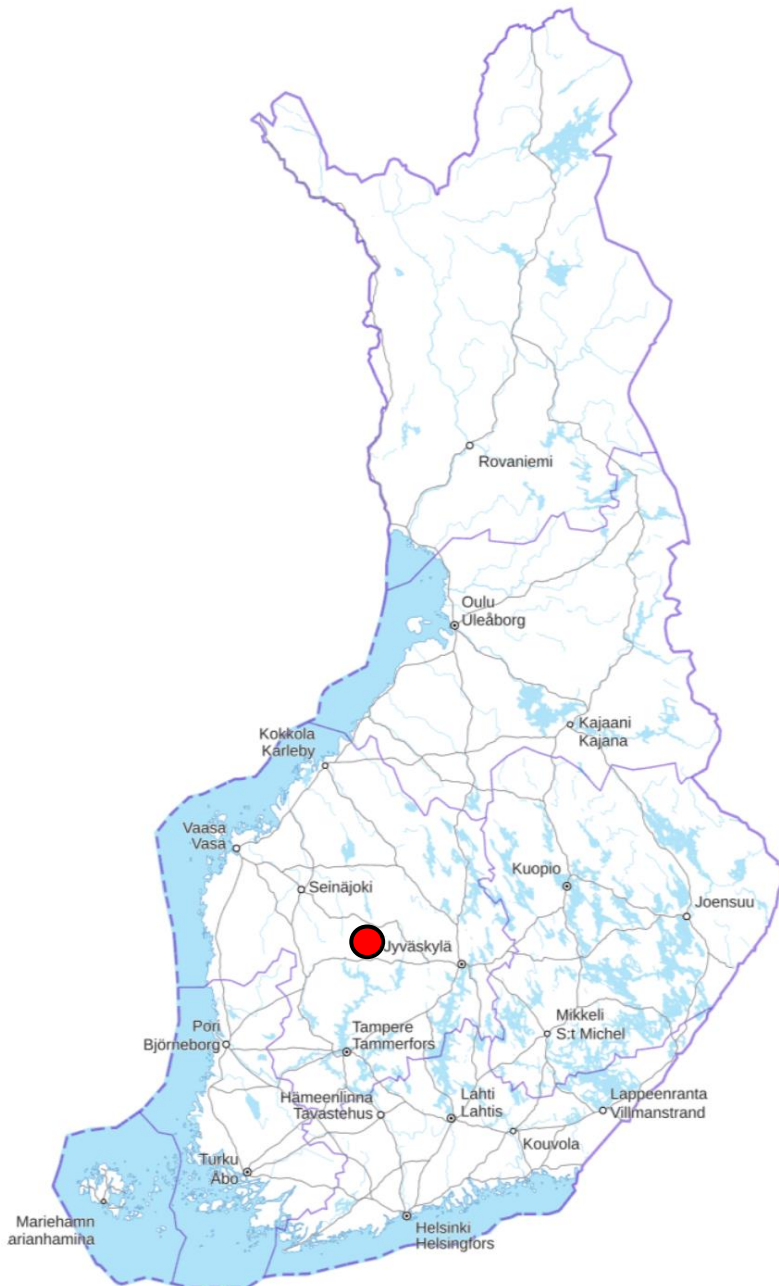 Rovaniemi
Oulu
Uleåborg
Kajaani
Kajana
Kokkola
Karleby
Vaasa
Vasa
Seinäjoki
Kuopio
Joensuu
Jyväskylä
Mikkeli
S:t Michel
Pori
Björneborg
Tampere
Tammerfors
Hämeenlinna
Tavastehus
Lahti
Lahtis
Lappeenranta
Villmanstrand
Kouvola
Turku
Åbo
Helsinki
Helsingfors
Mariehamn
arianhamina